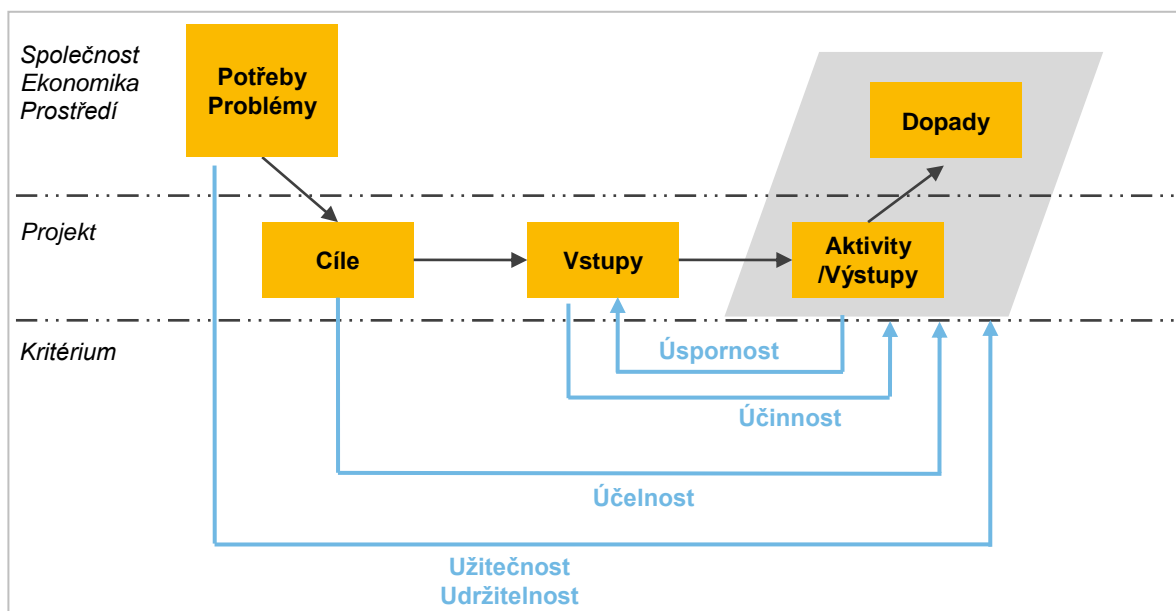 Společnost
Ekonomika
Prostředí
Potřeby
Problémy
Dopady
Projekt
Cíle
Vstupy
Aktivity
/Výstupy
Kritérium
Úspornost
Účinnost
Účelnost
Užitečnost
Udržitelnost